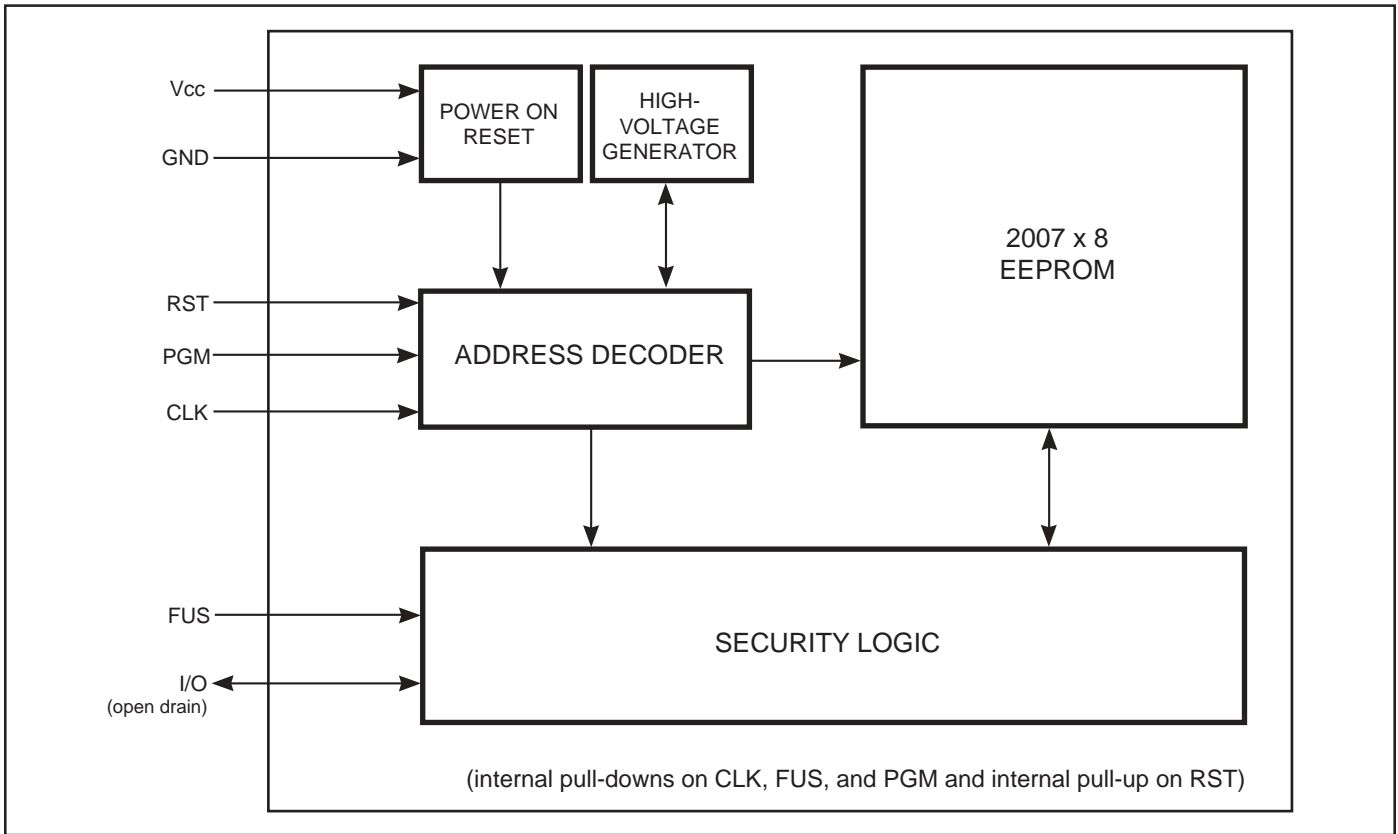 Vcc
GND
POWER ON
RESET
HIGH-
VOLTAGE
GENERATOR
2007 x 8
EEPROM
RST
PGM
CLK
ADDRESS DECODER
FUS
I/O
(open drain)
SECURITY LOGIC
(internal pull-downs on CLK, FUS, and PGM and internal pull-up on RST)